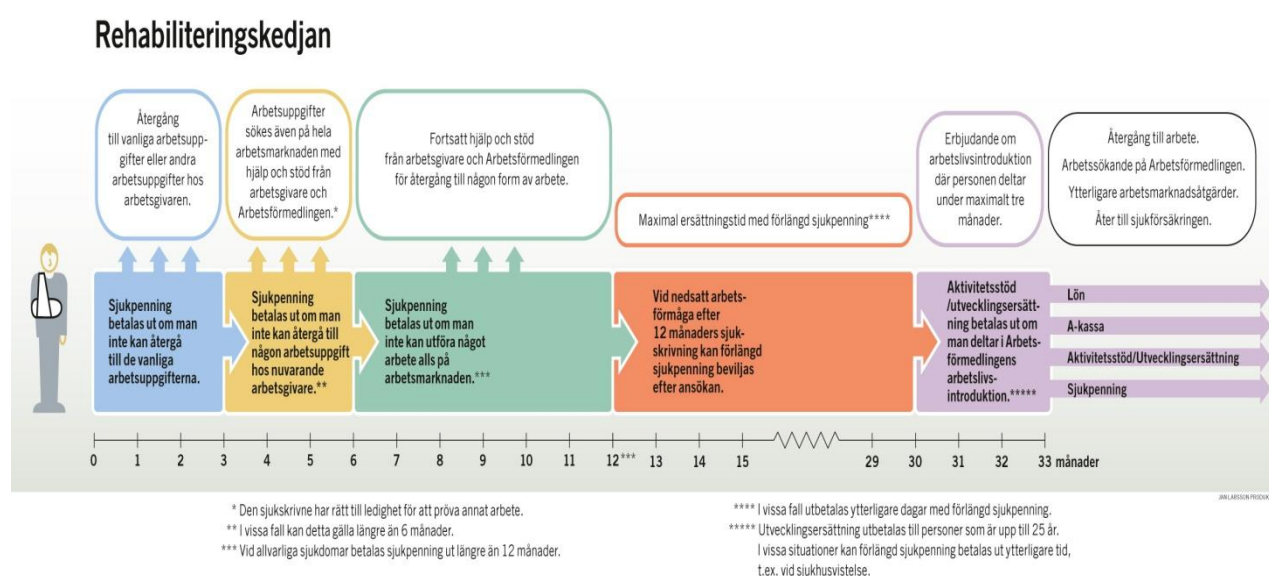 Rehabiliteringskedjan
Återgång
till vanliga arbetsupp-
gifter eller andra
arbetsuppgifter hos
arbetsgivaren.
Arbetsuppgifter
sökes även på hela
arbetsmarknaden med
hjälp och stöd från
arbetsgivare och
Arbetsförmedlingen.*
Fortsatt hjälp och stöd
från arbetsgivare och Arbetsförmedlingen
för återgång till någon form av arbete.
Maximal ersättningstid med förlängd sjukpenning****
Erbjudande om
arbetslivsintroduktion
där personen deltar
under maximalt tre
månader.
Återgång till arbete.
Arbetssökande på Arbetsförmedlingen.
Ytterligare arbetsmarknadsåtgärder.
Åter till sjukförsäkringen.
Sjukpenning
betalas ut om man
inte kan återgå
till de vanliga
arbetsuppgifterna.
Sjukpenning
betalas ut om man
inte kan återgå till
någon arbetsuppgift
hos nuvarande
arbetsgivare.**
Sjukpenning
betalas ut om man
inte kan utföra något
arbete alls på
arbetsmarknaden.***
Vid nedsatt arbets-
förmåga efter
12 månaders sjuk-
skrivning kan förlängd
sjukpenning beviljas
efter ansökan.
Aktivitetsstöd
/utvecklingsersätt-
ning betalas ut om
man deltar i Arbets-
förmedlingens
arbetslivs-
introduktion.*****
Lön
A-kassa
Aktivitetsstöd/Utvecklingsersättning
Sjukpenning
0 1 2 3 4 5 6 7 8 9 10 11 12*** 13 14 15 29 30 31 32 33 månader
JAN LARSSON PRODUK
* Den sjukskrivne har rätt till ledighet för att pröva annat arbete.
** I vissa fall kan detta gälla längre än 6 månader.
*** Vid allvarliga sjukdomar betalas sjukpenning ut längre än 12 månader.
**** I vissa fall utbetalas ytterligare dagar med förlängd sjukpenning.
***** Utvecklingsersättning utbetalas till personer som är upp till 25 år.
I vissa situationer kan förlängd sjukpenning betalas ut ytterligare tid,
t.ex. vid sjukhusvistelse.